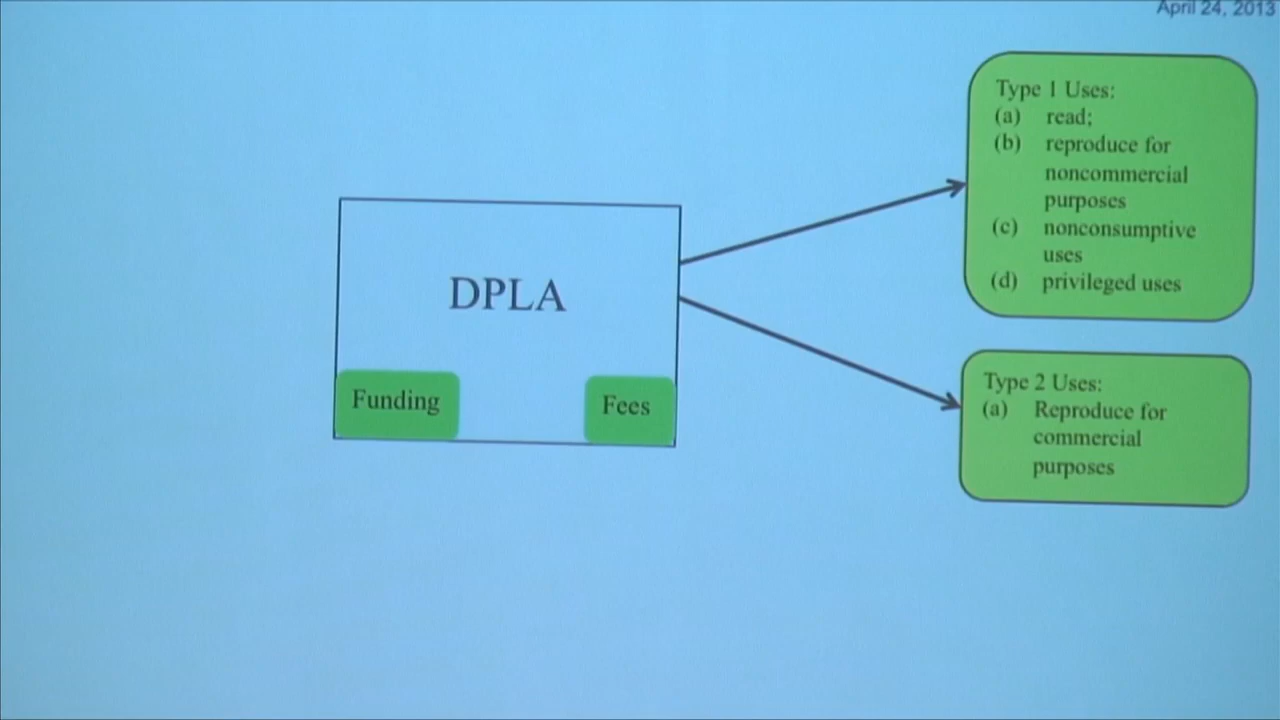 April 24, 2013
Type 1 Uses:
(a) read;
(b) reproduce for
noncommercial
purposes
(c) nonconsumptive
uses
(d) privileged uses
DPLA
Funding
Fees
Type 2 Uses:
(a) Reproduce for
commercial
purposes